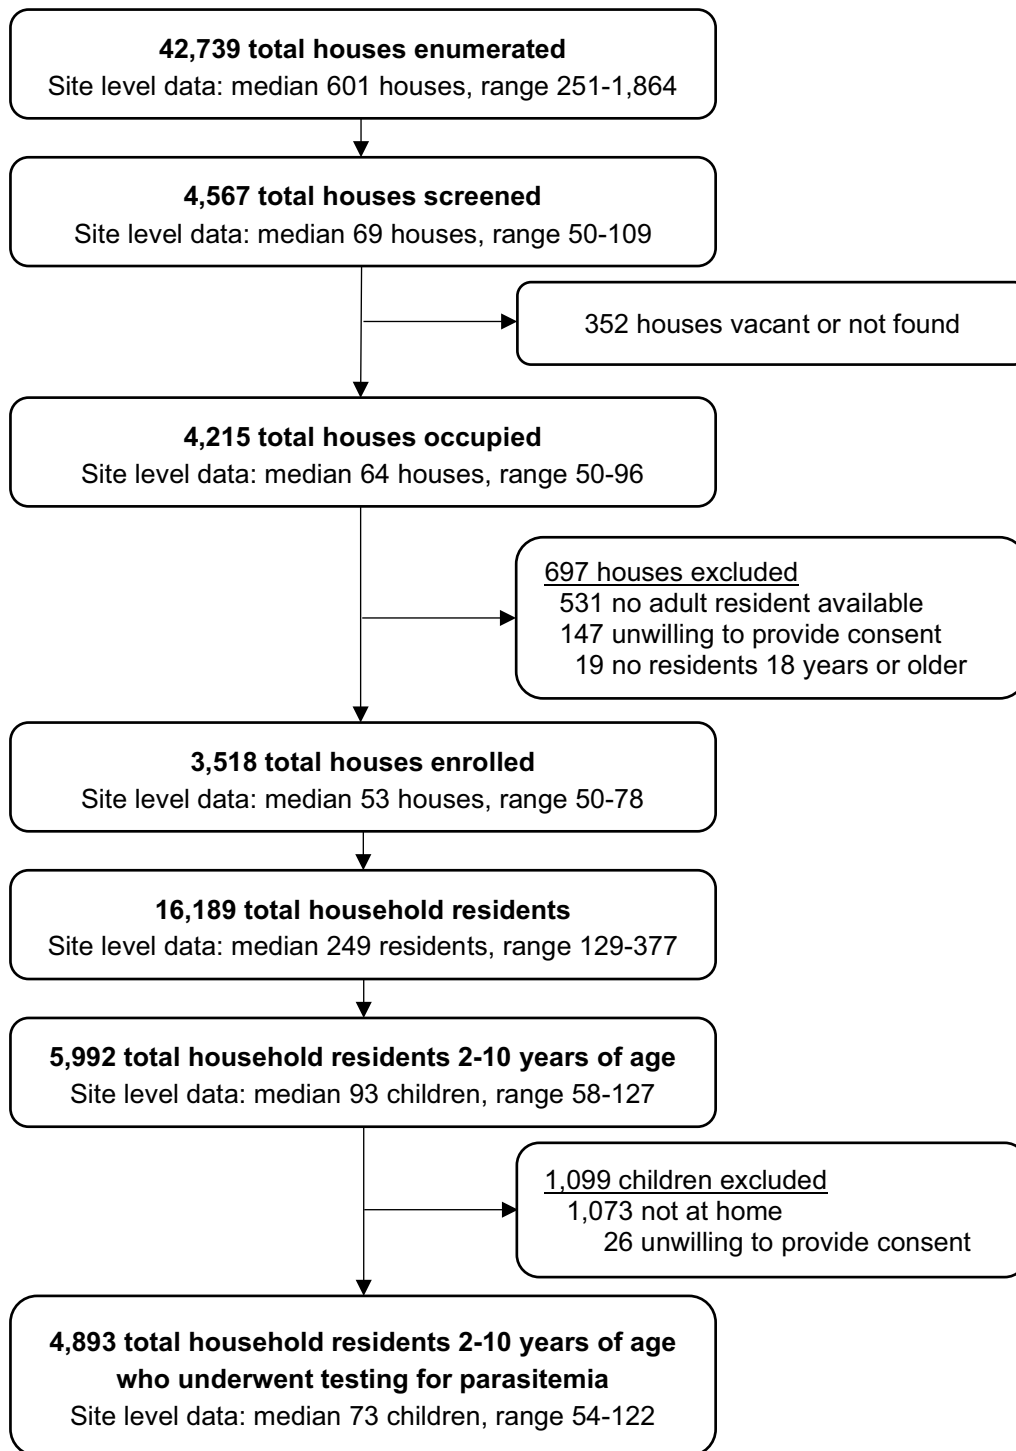 42,739 total houses enumerated
Site level data: median 601 houses, range 251-1,864
4,567 total houses screened
Site level data: median 69 houses, range 50-109
352 houses vacant or not found
4,215 total houses occupied
Site level data: median 64 houses, range 50-96
697 houses excluded
531 no adult resident available
147 unwilling to provide consent
19 no residents 18 years or older
3,518 total houses enrolled
Site level data: median 53 houses, range 50-78
16,189 total household residents
Site level data: median 249 residents, range 129-377
5,992 total household residents 2-10 years of age
Site level data: median 93 children, range 58-127
1,099 children excluded
1,073 not at home
26 unwilling to provide consent
4,893 total household residents 2-10 years of age
who underwent testing for parasitemia
Site level data: median 73 children, range 54-122